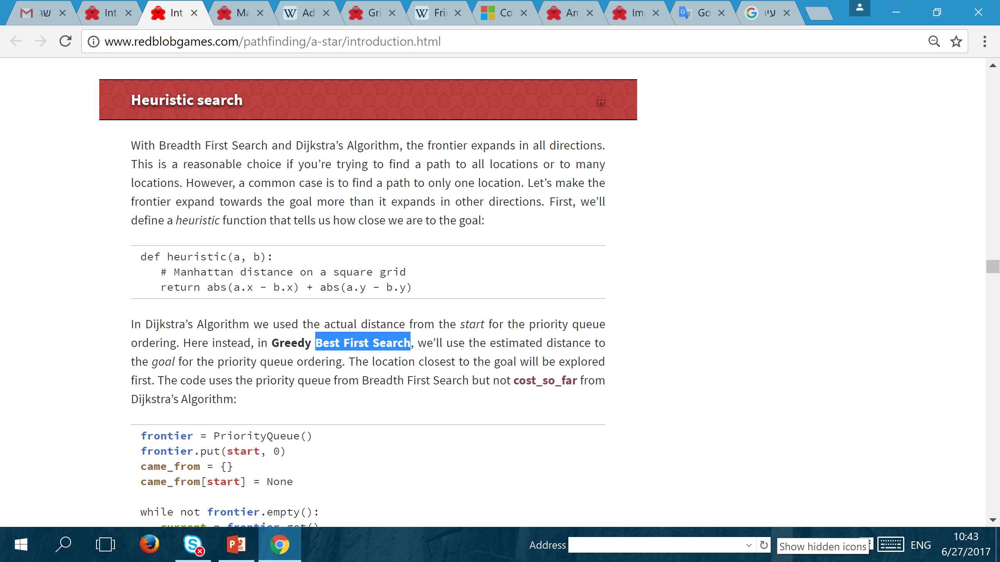 שג
Int
Int
Ma
Ad
Gri
Fri
Co
Am
Im
Go
עיו
www.redblobgames.com/pathfinding/a-star/introduction.html
Heuristic search #
With Breadth First Search and Dijkstra’s Algorithm, the frontier expands in all directions.
This is a reasonable choice if you’re trying to find a path to all locations or to many
locations. However, a common case is to find a path to only one location. Let’s make the
frontier expand towards the goal more than it expands in other directions. First, we’ll
define a heuristic function that tells us how close we are to the goal:
def heuristic(a, b):
# Manhattan distance on a square grid
return abs(a.x - b.x) + abs(a.y - b.y)
In Dijkstra’s Algorithm we used the actual distance from the start for the priority queue
ordering. Here instead, in Greedy Best First Search, we’ll use the estimated distance to
the goal for the priority queue ordering. The location closest to the goal will be explored
first. The code uses the priority queue from Breadth First Search but not cost_so_far from
Dijkstra’s Algorithm:
frontier = PriorityQueue()
frontier.put(start, 0)
came_from = {}
came_from[start] = None
while not frontier.empty():
current = frontier.get()
Address
Show hidden icons
ENG
10:43
6/27/2017